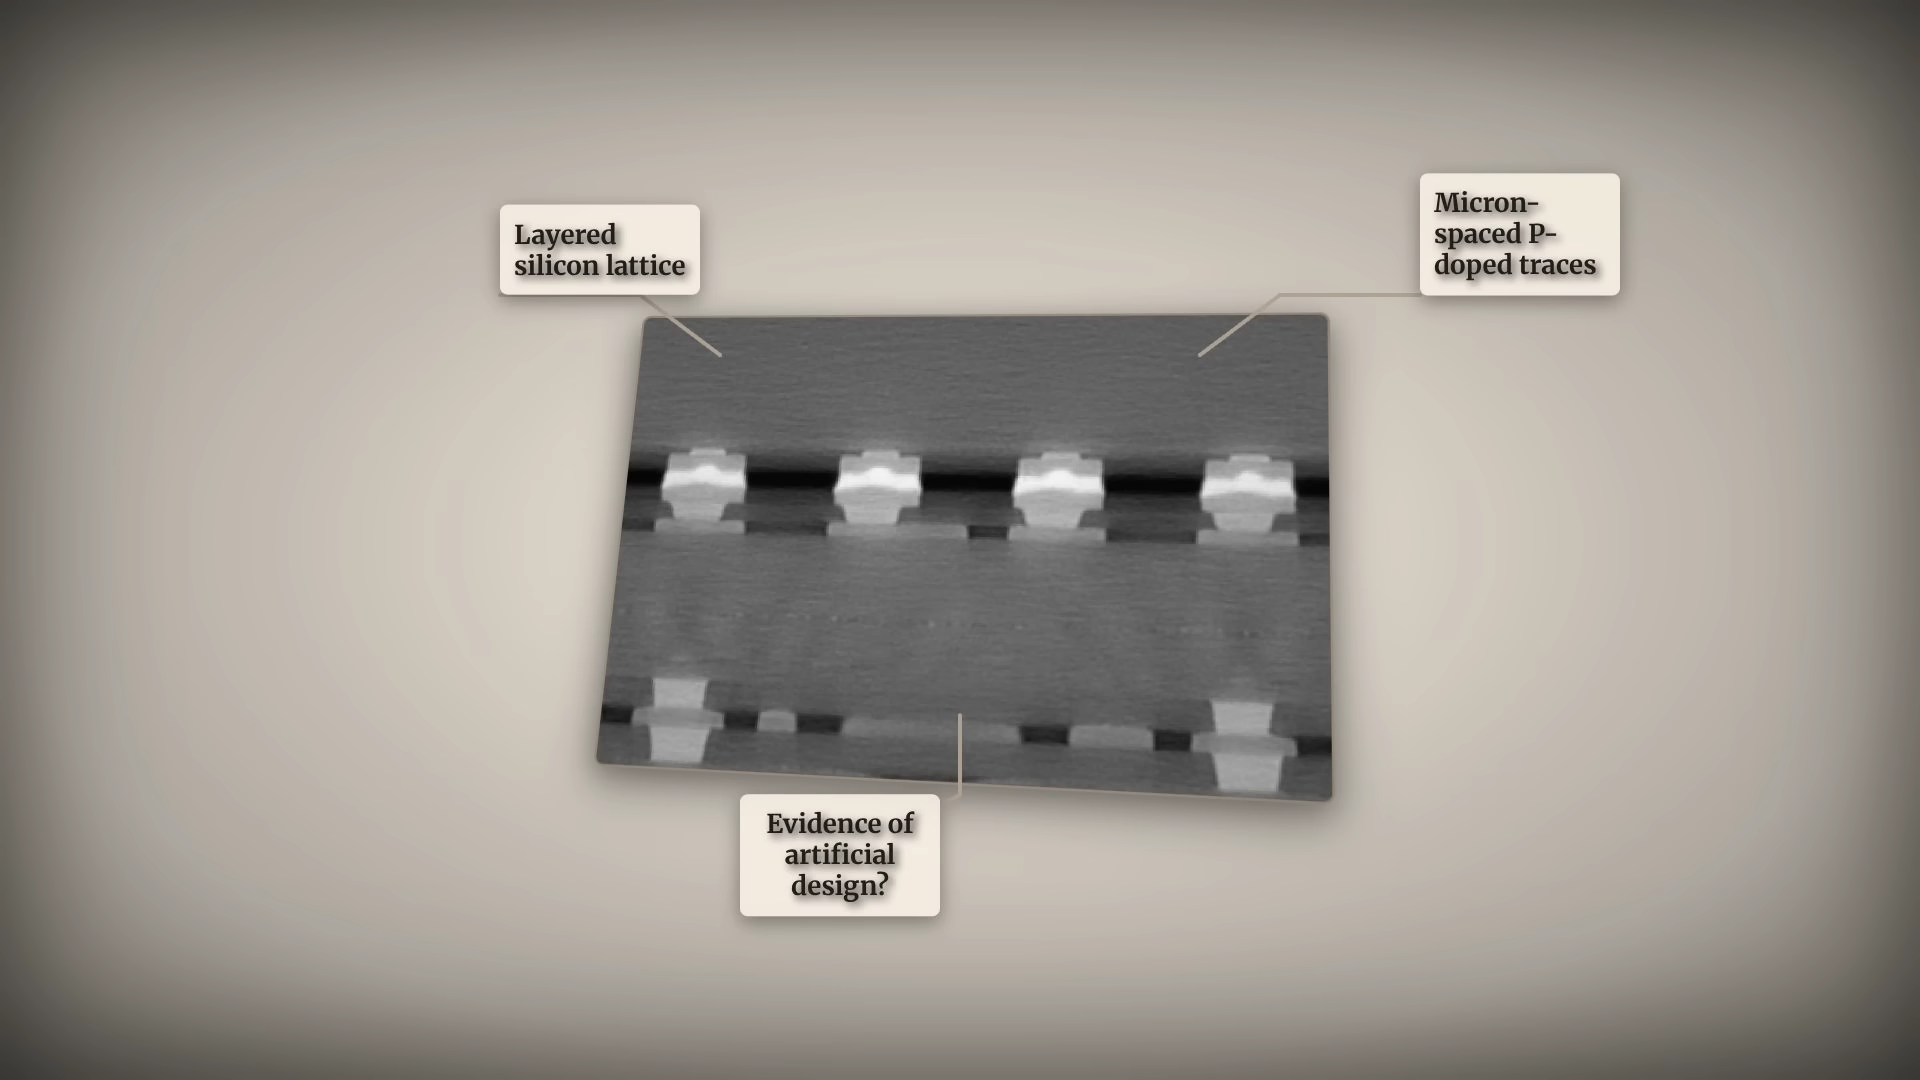 Layered
silicon lattice
Micron-
spaced P-
doped traces
Evidence of
artificial
design?